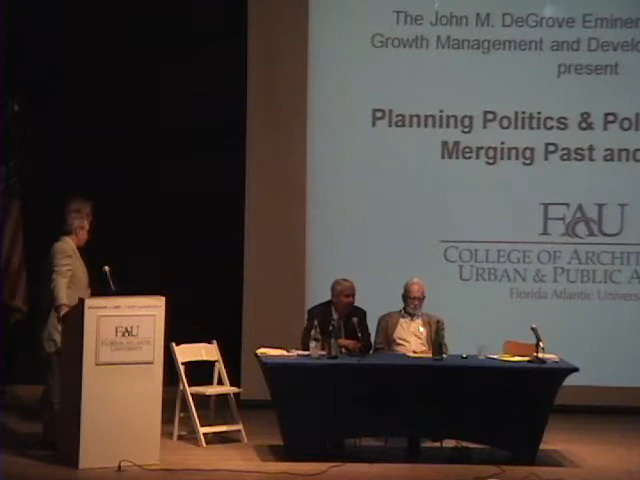 The John M. DeGrove Eminen
Growth Management and Develo
present
Planning Politics & Pol
Merging Past and
FAU
COLLEGE OF ARCHIT
URBAN & PUBLIC A
Florida Atlantic Univers
FAU
FLORIDA ATLANTIC
UNIVERSITY